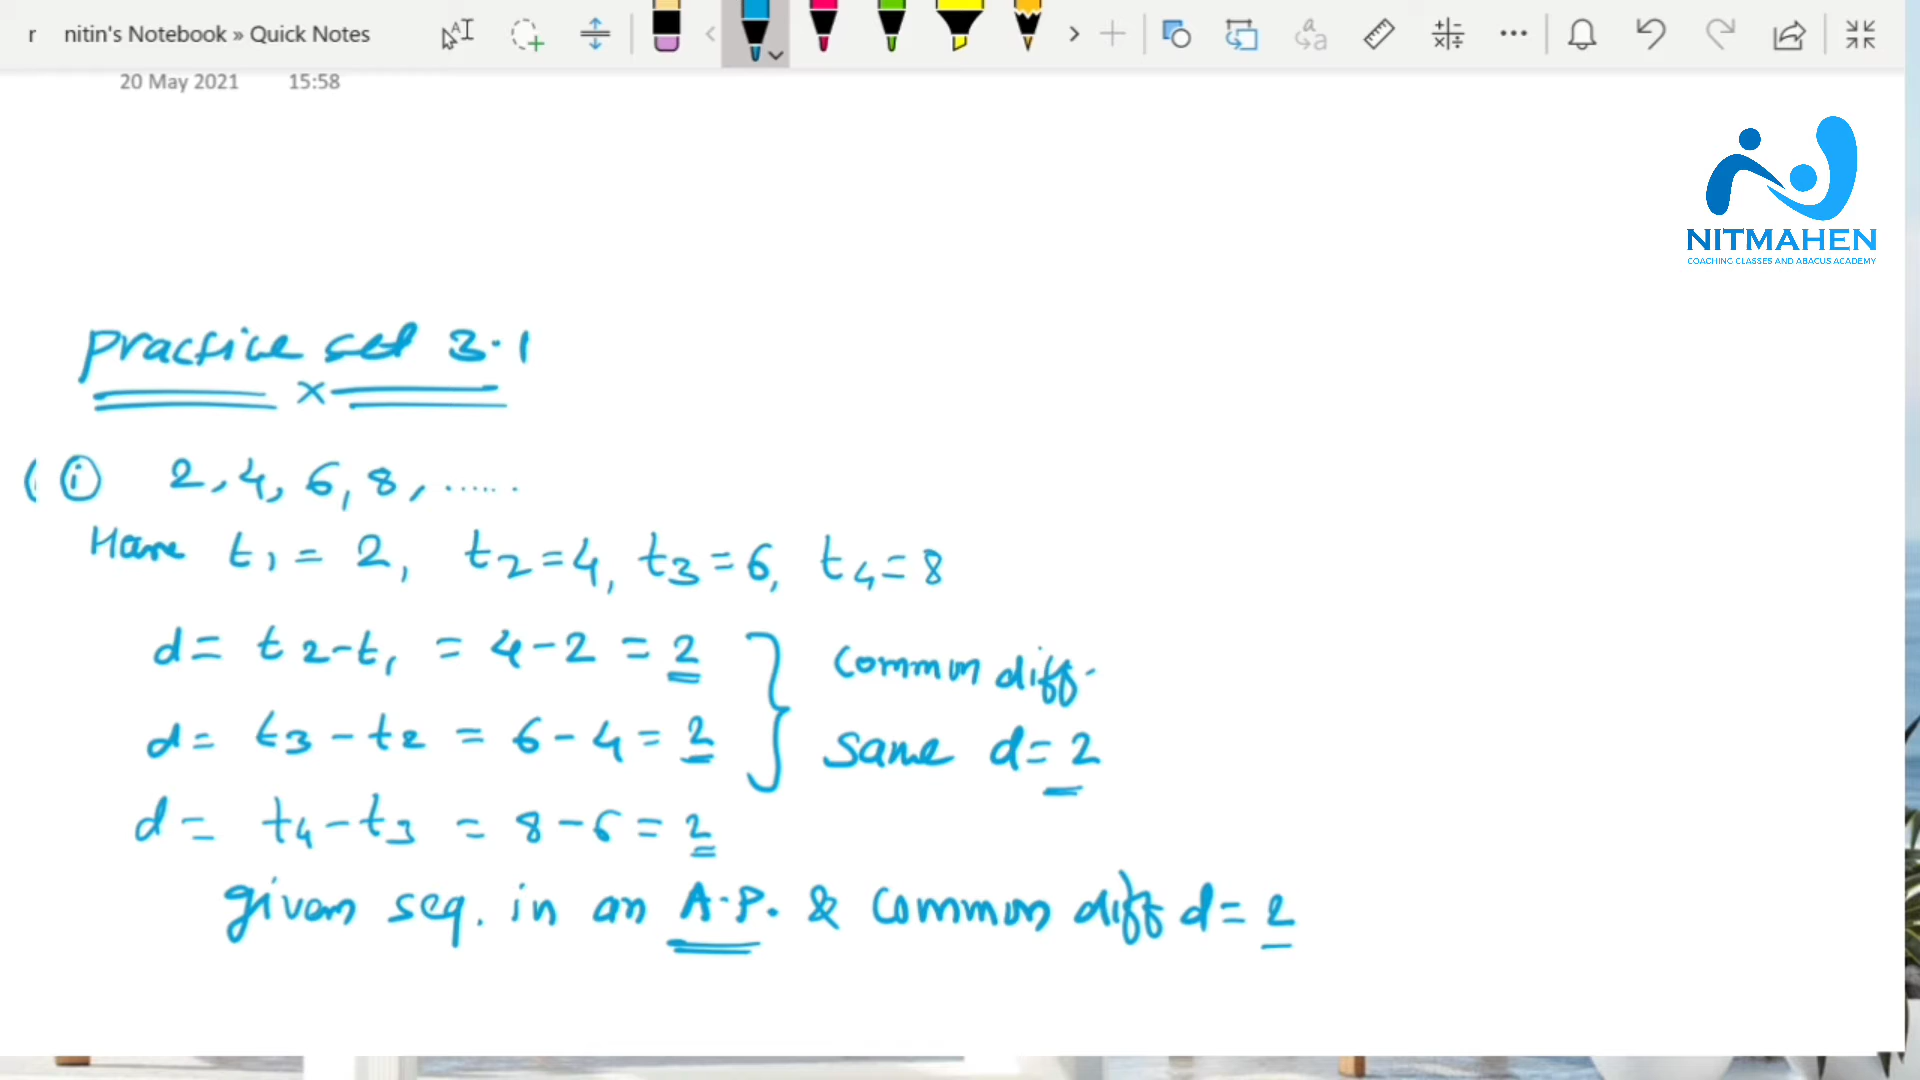 r nitin's Notebook » Quick Notes
20 May 2021 15:58
NITMAHEN
COACHING CLASSES AND ABACUS ACADEMY
practice set 3.1
x
(i) 2, 4, 6, 8, ......
Here t1 = 2, t2 = 4, t3 = 6, t4 = 8
d = t2 - t1 = 4 - 2 = 2
d = t3 - t2 = 6 - 4 = 2
d = t4 - t3 = 8 - 6 = 2
common diff.
same d = 2
given seq. in an A.P. & common diff d = 2